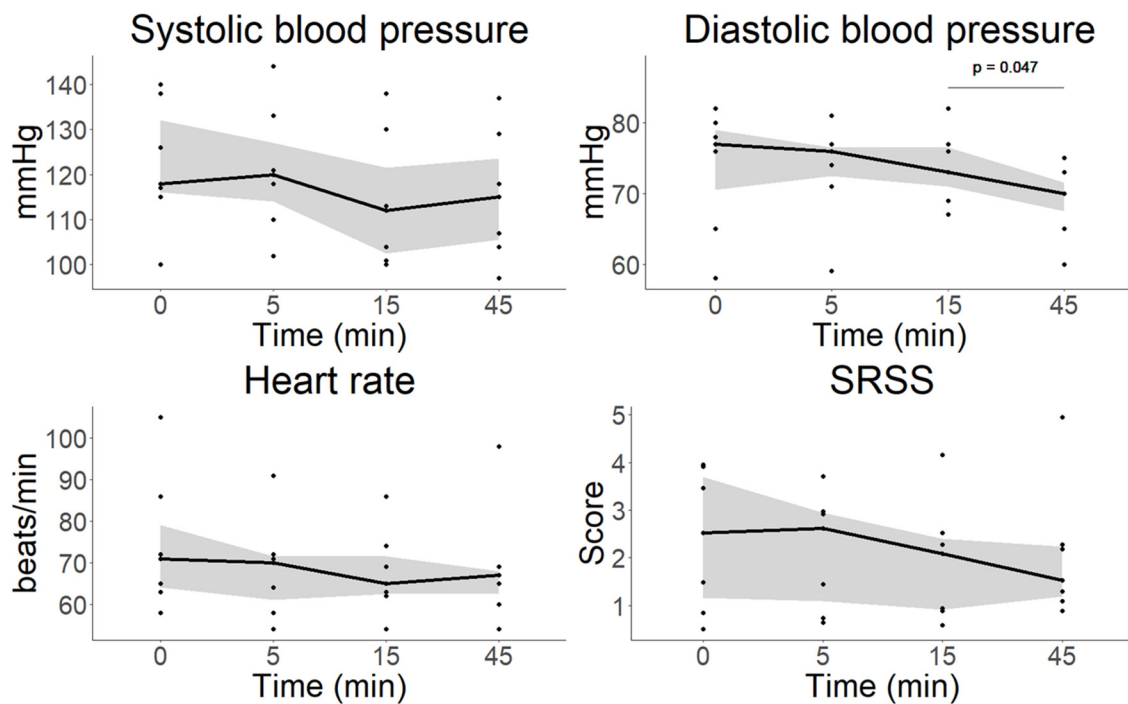 Systolic blood pressure
mmHg
140
130
120
110
100
0 5 15 45
Time (min)
Diastolic blood pressure
p = 0.047
mmHg
80
70
60
0 5 15 45
Time (min)
Heart rate
beats/min
100
90
80
70
60
0 5 15 45
Time (min)
SRSS
Score
5
4
3
2
1
0 5 15 45
Time (min)